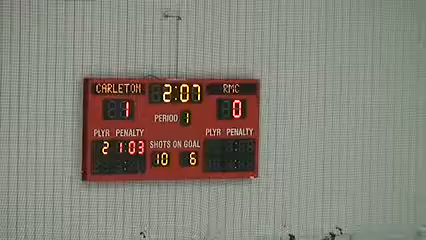 CARLETON 2:07 RMC
1 0
PERIOD 1
PLYR PENALTY PLYR PENALTY
2 1:03 SHOTS ON GOAL
10 6